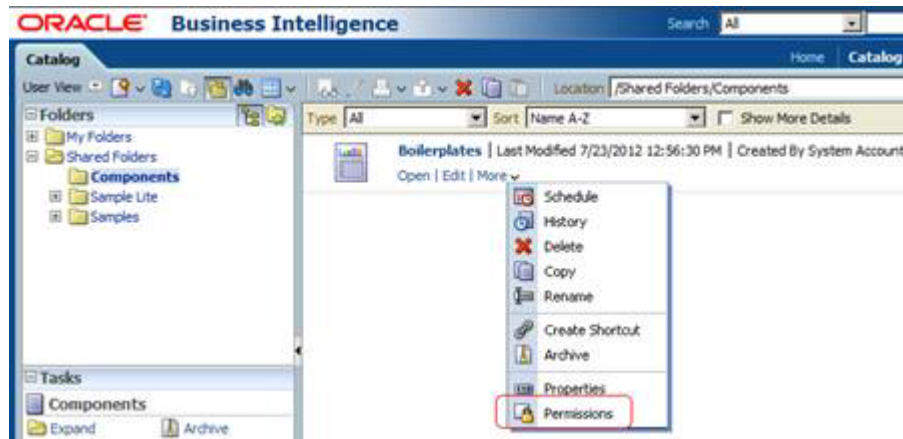 ORACLE Business Intelligence Search All
Catalog Home Catalog
User View Location /Shared Folders/Components
Folders Type All Sort Name A-Z Show More Details
My Folders
Shared Folders
Components
Sample Lite
Samples
Boilerplates | Last Modified 7/23/2012 12:56:30 PM | Created By System Account
Open | Edit | More
Schedule
History
Delete
Copy
Rename
Create Shortcut
Archive
Properties
Permissions
Tasks
Components
Expand Archive